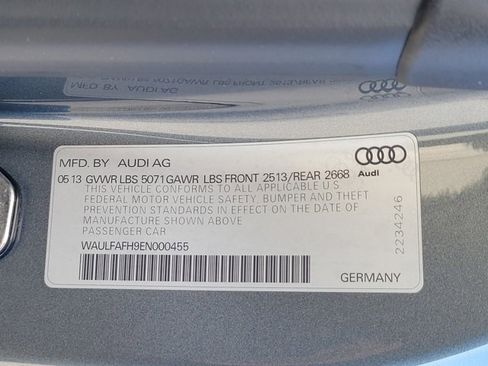 MFD. BY AUDI AG
05 13 GVWR LBS 5071 GAWR LBS FRONT 2513/REAR 2668
Audi
THIS VEHICLE CONFORMS TO ALL APPLICABLE U S
FEDERAL MOTOR VEHICLE SAFETY, BUMPER AND THEFT
PREVENTION STANDARDS IN EFFECT ON THE DATE OF
MANUFACTURE SHOWN ABOVE
PASSENGER CAR
WAULFAFH9EN000455
GERMANY
2234246